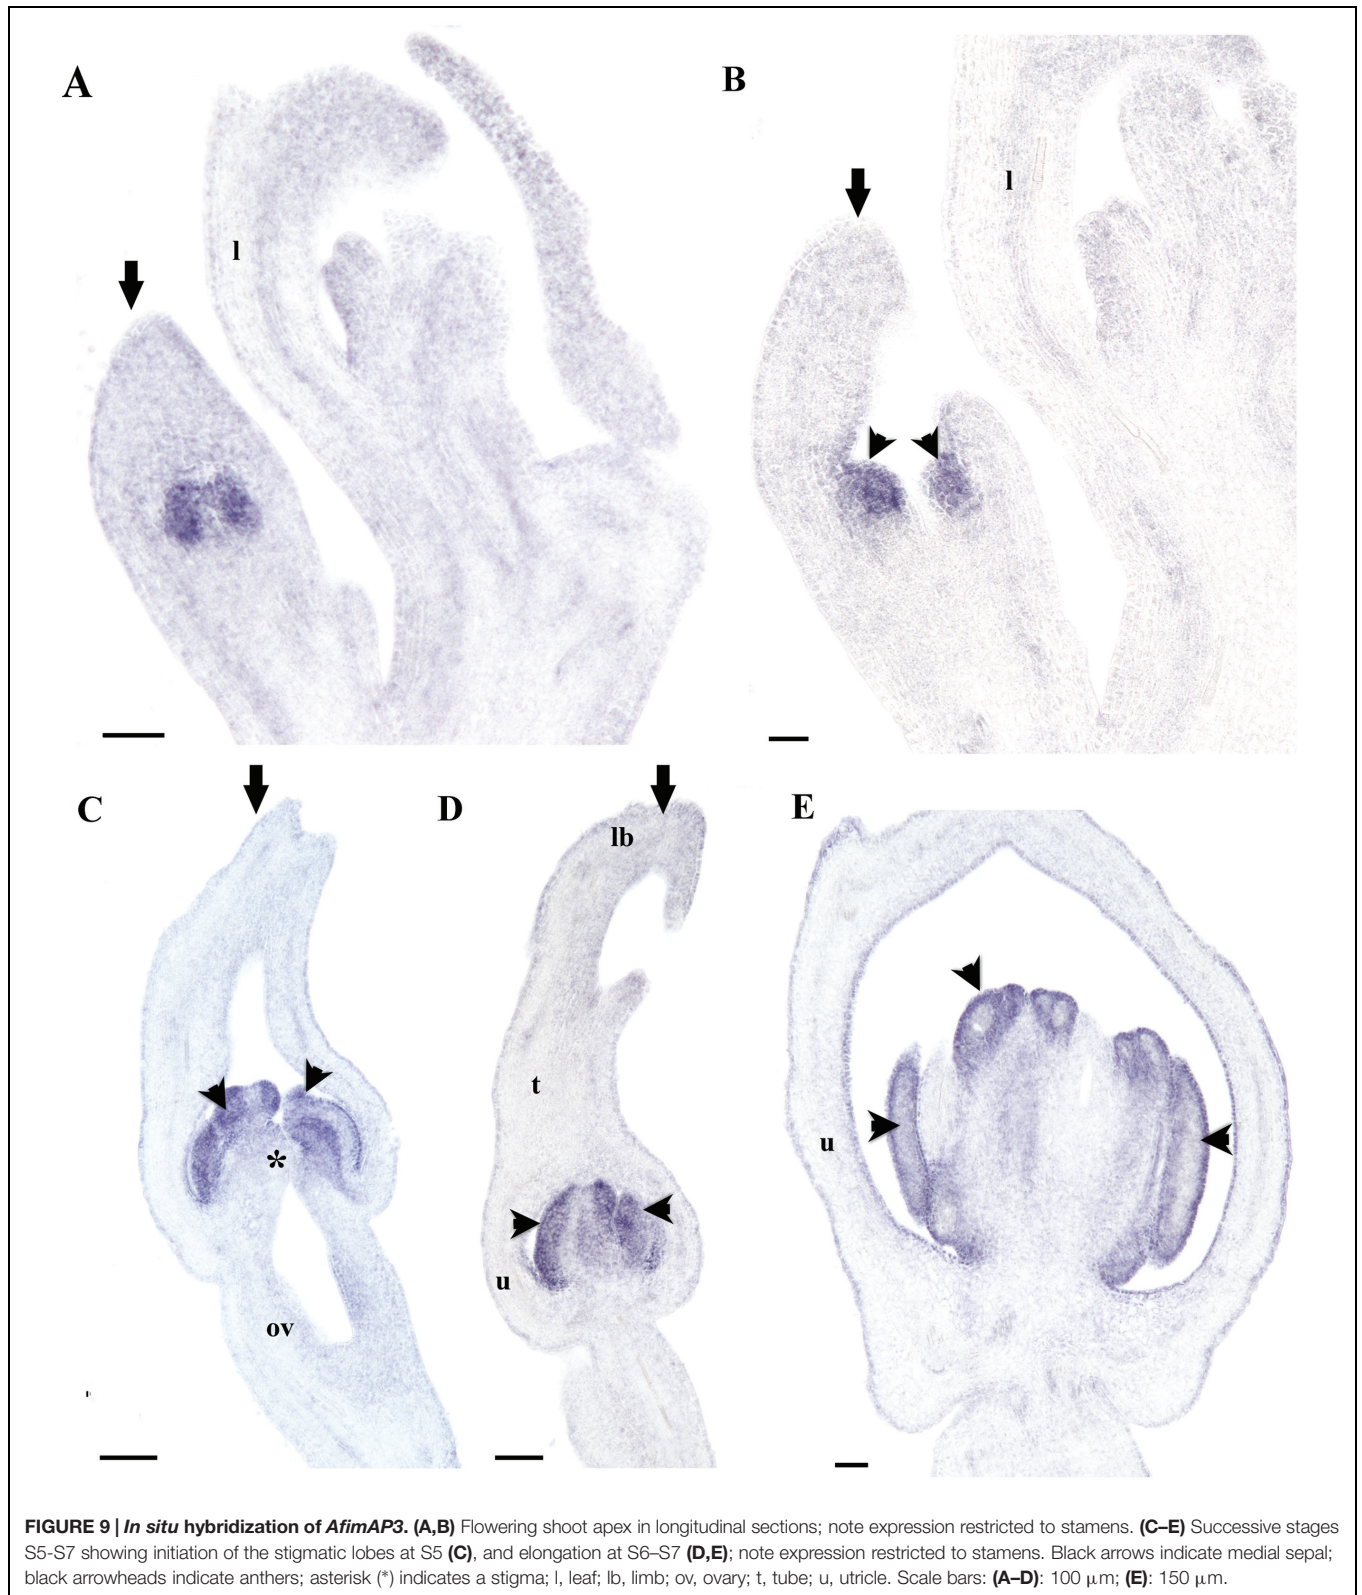 A
B
l
l
C
D
E
lb
t
u
u
*
ov
FIGURE 9 | In situ hybridization of AfimAP3. (A,B) Flowering shoot apex in longitudinal sections; note expression restricted to stamens. (C–E) Successive stages
S5-S7 showing initiation of the stigmatic lobes at S5 (C), and elongation at S6–S7 (D,E); note expression restricted to stamens. Black arrows indicate medial sepal;
black arrowheads indicate anthers; asterisk (*) indicates a stigma; l, leaf; lb, limb; ov, ovary; t, tube; u, utricle. Scale bars: (A–D): 100 μm; (E): 150 μm.